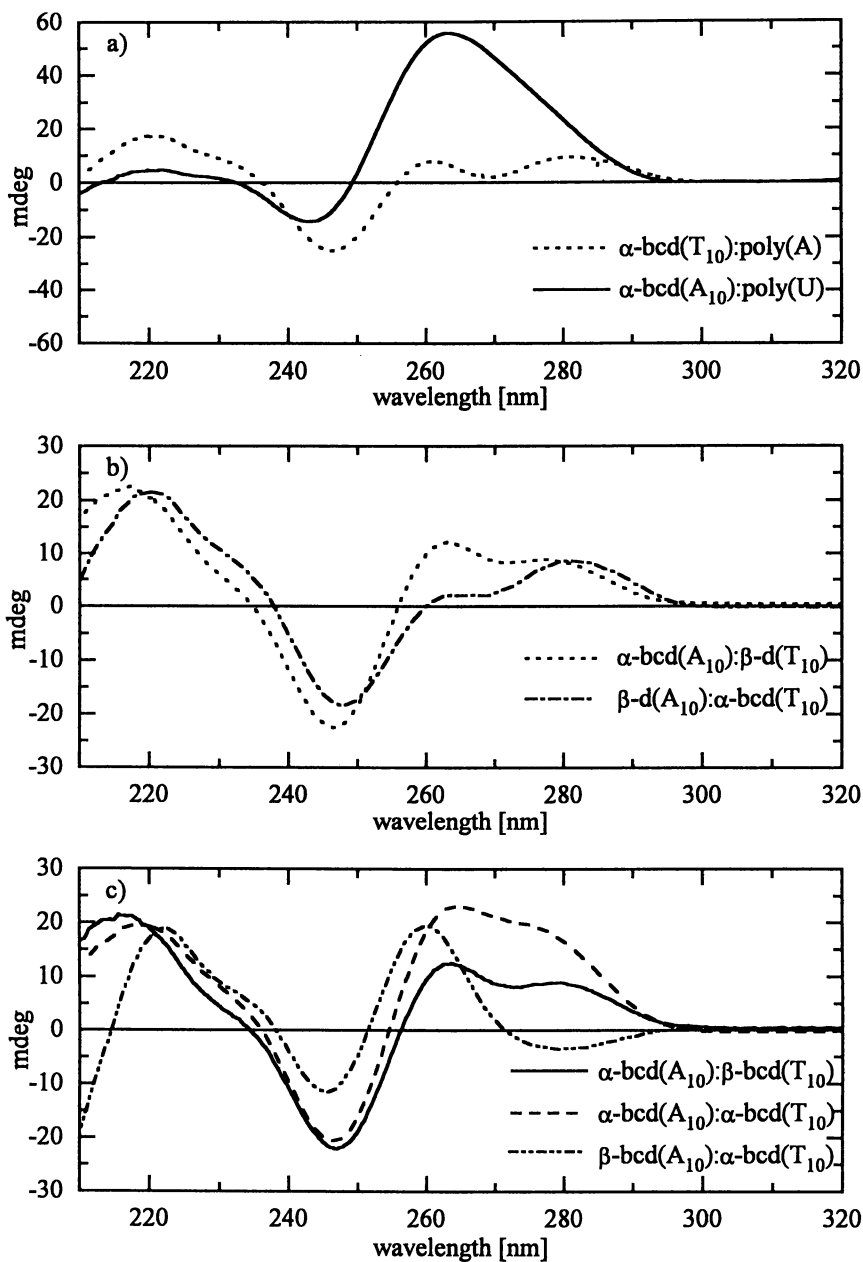 a)
60
40
20
0
-20
-40
-60
mdeg
α-bcd(T10):poly(A)
α-bcd(A10):poly(U)
220 240 260 280 300 320
wavelength [nm]
b)
30
20
10
0
-10
-20
-30
mdeg
α-bcd(A10):β-d(T10)
β-d(A10):α-bcd(T10)
220 240 260 280 300 320
wavelength [nm]
c)
30
20
10
0
-10
-20
-30
mdeg
α-bcd(A10):β-bcd(T10)
α-bcd(A10):α-bcd(T10)
β-bcd(A10):α-bcd(T10)
220 240 260 280 300 320
wavelength [nm]